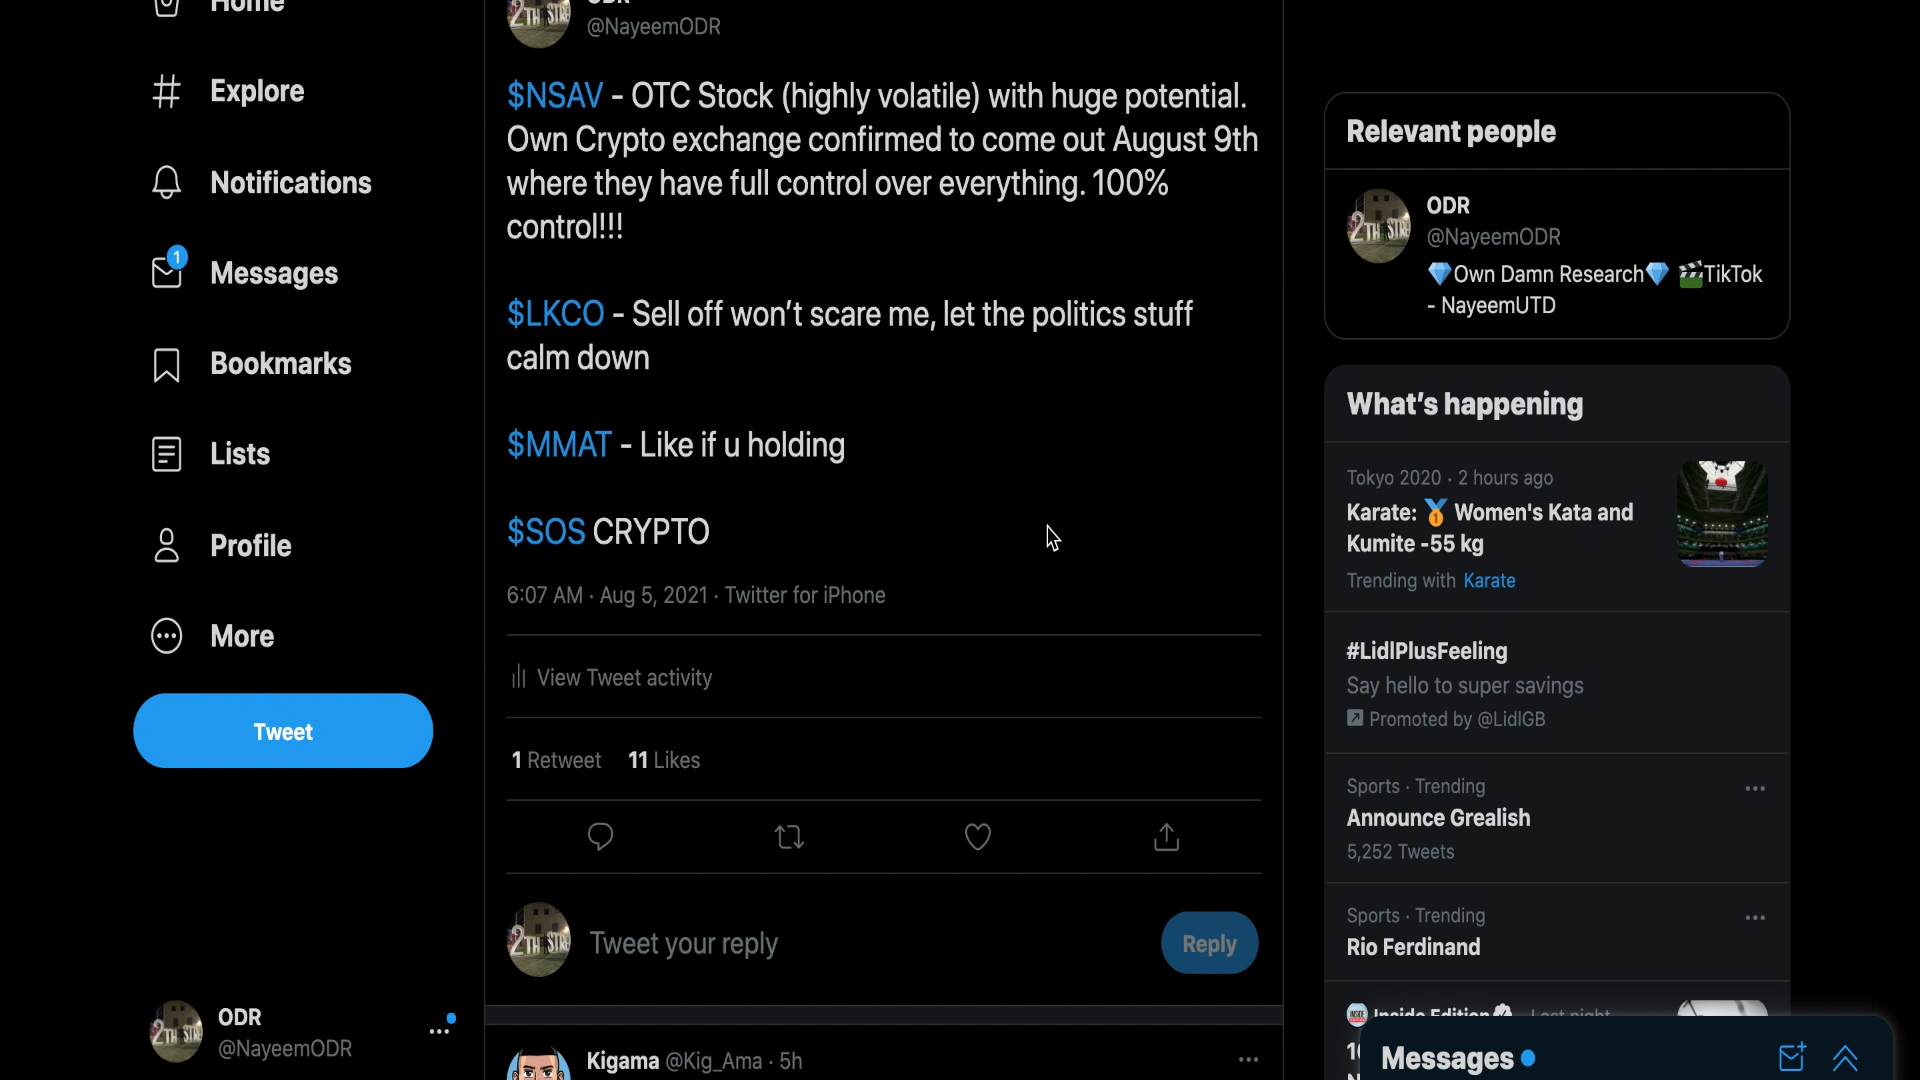 Home
Explore
Notifications
1
Messages
Bookmarks
Lists
Profile
More
Tweet
ODR
@NayeemODR
ODR
@NayeemODR
$NSAV - OTC Stock (highly volatile) with huge potential.
Own Crypto exchange confirmed to come out August 9th
where they have full control over everything. 100%
control!!!
$LKCO - Sell off won't scare me, let the politics stuff
calm down
$MMAT - Like if u holding
$SOS CRYPTO
6:07 AM · Aug 5, 2021 · Twitter for iPhone
View Tweet activity
1 Retweet 11 Likes
Tweet your reply
Reply
Kigama @Kig_Ama · 5h
Relevant people
ODR
@NayeemODR
💎Own Damn Research💎 🎬TikTok
- NayeemUTD
What's happening
Tokyo 2020 · 2 hours ago
Karate: 🥇 Women's Kata and
Kumite -55 kg
Trending with Karate
#LidlPlusFeeling
Say hello to super savings
Promoted by @LidlGB
Sports · Trending
Announce Grealish
5,252 Tweets
Sports · Trending
Rio Ferdinand
Inside Edition Last night
Messages